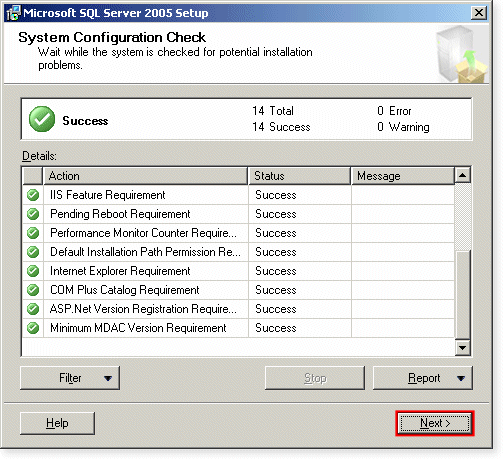 Microsoft SQL Server 2005 Setup
System Configuration Check
Wait while the system is checked for potential installation
problems.
Success
14 Total
0 Error
14 Success
0 Warning
Details:
Action Status Message
IIS Feature Requirement Success
Pending Reboot Requirement Success
Performance Monitor Counter Require... Success
Default Installation Path Permission Re... Success
Internet Explorer Requirement Success
COM Plus Catalog Requirement Success
ASP.Net Version Registration Require... Success
Minimum MDAC Version Requirement Success
Filter Stop Report
Help Next >